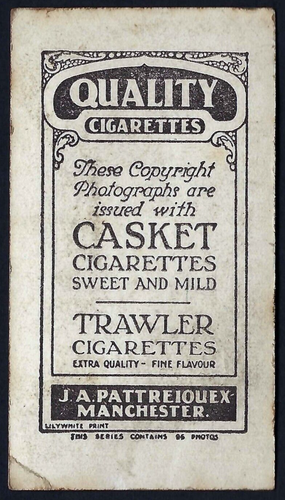 QUALITY
CIGARETTES
These Copyright
Photographs are
issued with
CASKET
CIGARETTES
SWEET AND MILD
TRAWLER
CIGARETTES
EXTRA QUALITY - FINE FLAVOUR
J.A. PATTREIOUEX
MANCHESTER.
LILYWHITE PRINT
THIS SERIES CONTAINS 96 PHOTOS